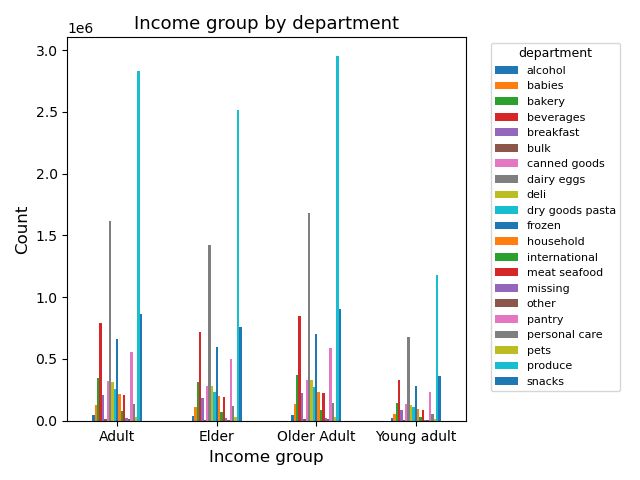 Income group by department
1e6
3.0
2.5
2.0
1.5
1.0
0.5
0.0
Count
Adult
Elder
Older Adult
Young adult
Income group
department
alcohol
babies
bakery
beverages
breakfast
bulk
canned goods
dairy eggs
deli
dry goods pasta
frozen
household
international
meat seafood
missing
other
pantry
personal care
pets
produce
snacks